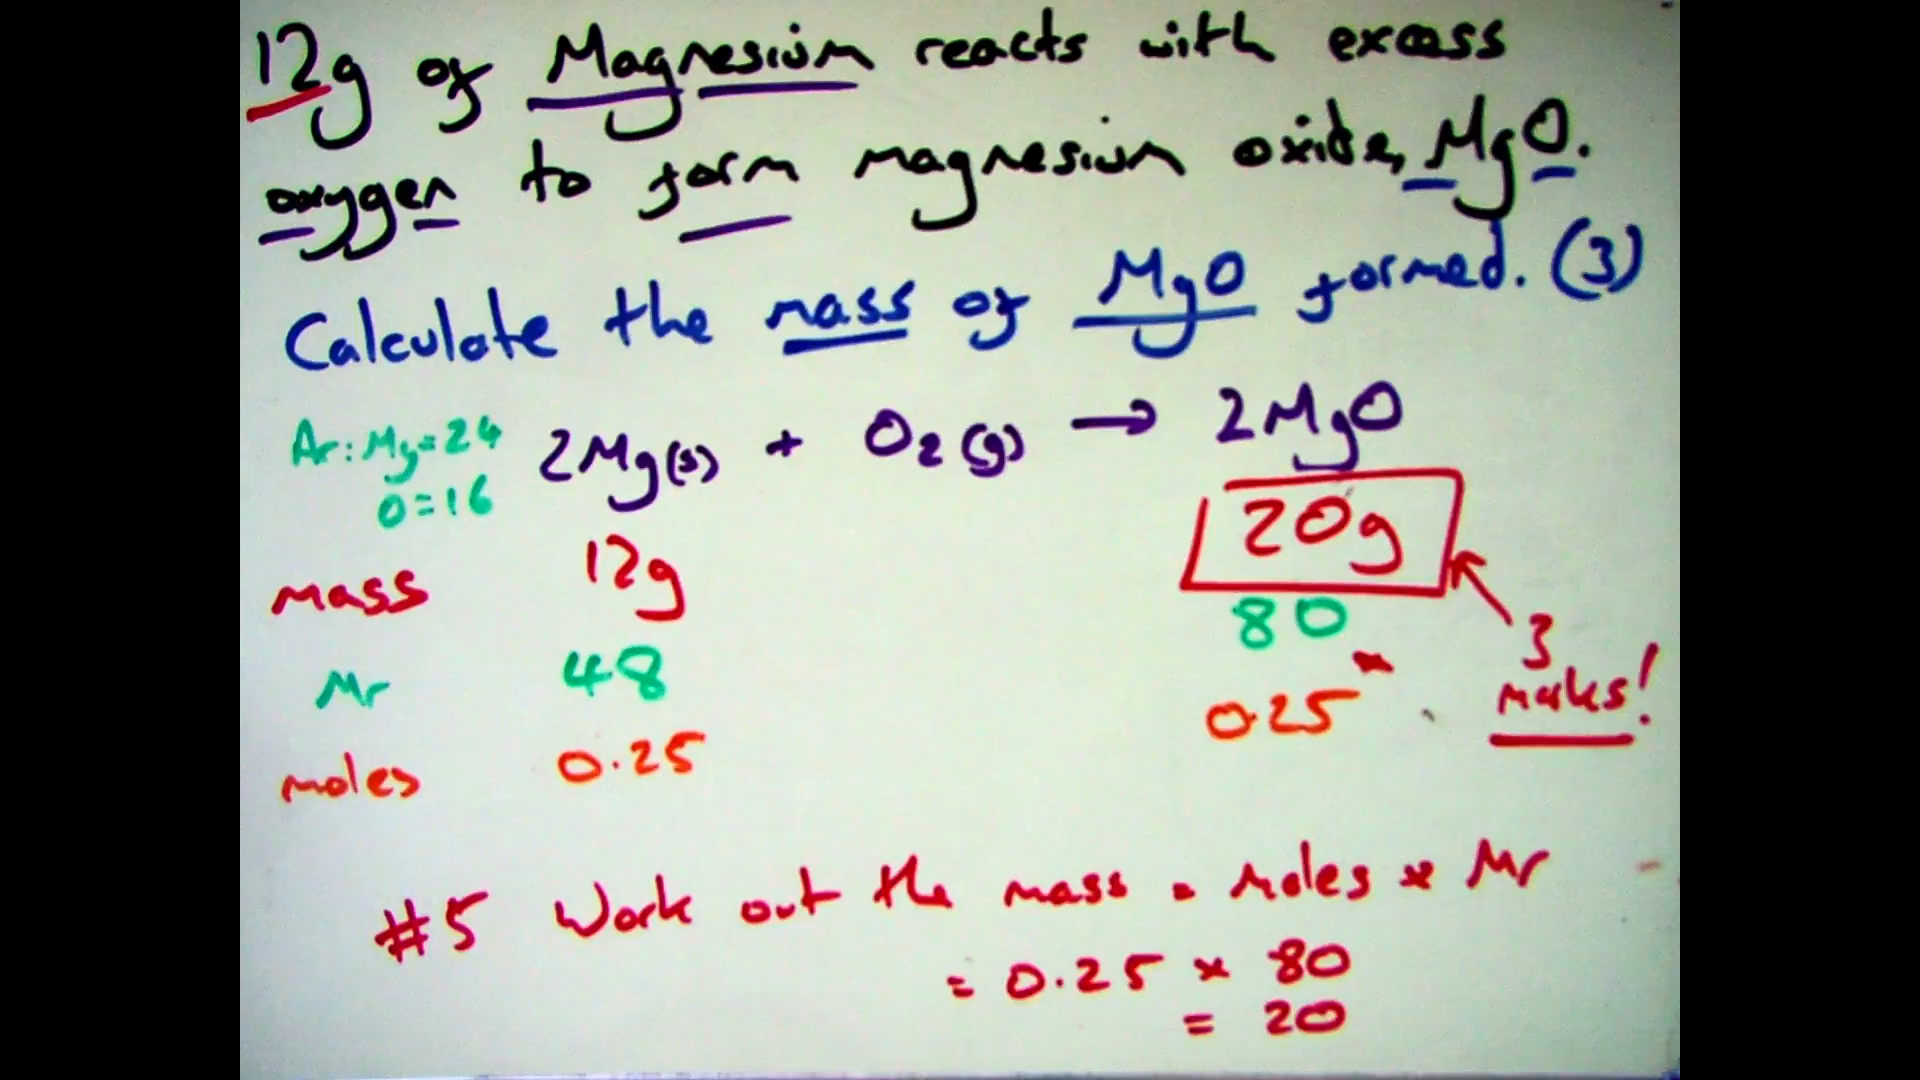 12g of Magnesium reacts with excess
oxygen to form magnesium oxide, MgO.
Calculate the mass of MgO formed. (3)
Ar: Mg=24 2Mg(s) + O2(g) → 2MgO
O=16
mass 12g 20g
Mr 48 80
3 marks!
moles 0.25 0.25
#5 Work out the mass = moles × Mr
= 0.25 × 80
= 20